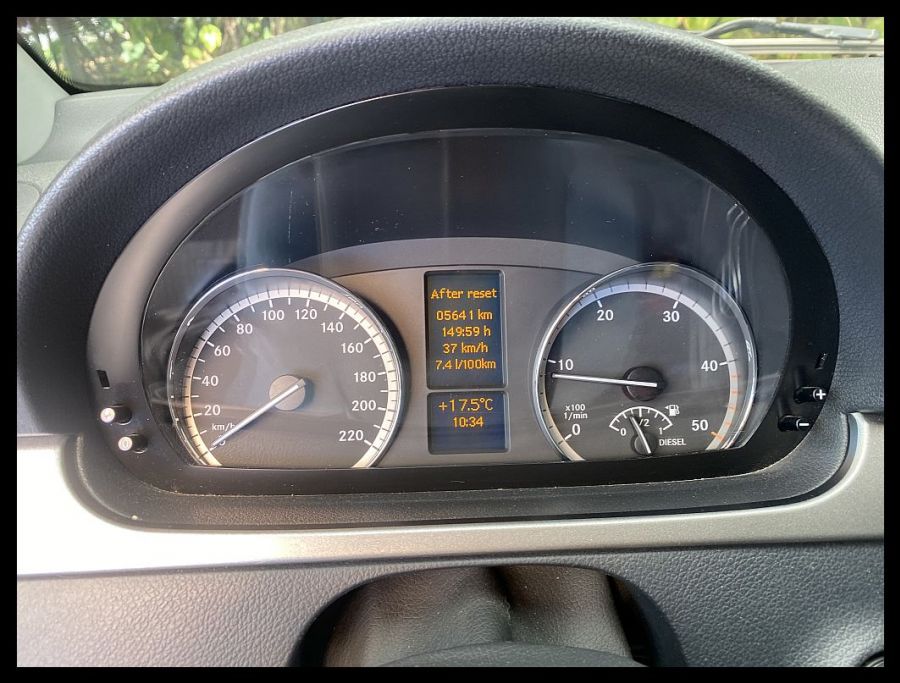 After reset
05641 km
149:59 h
37 km/h
7.4 l/100km
+17.5°C
10:34
20
40
60
80
100
120
140
160
180
200
220
km/h
0
10
20
30
40
50
x100
1/min
0
1/2
1
DIESEL
+
-